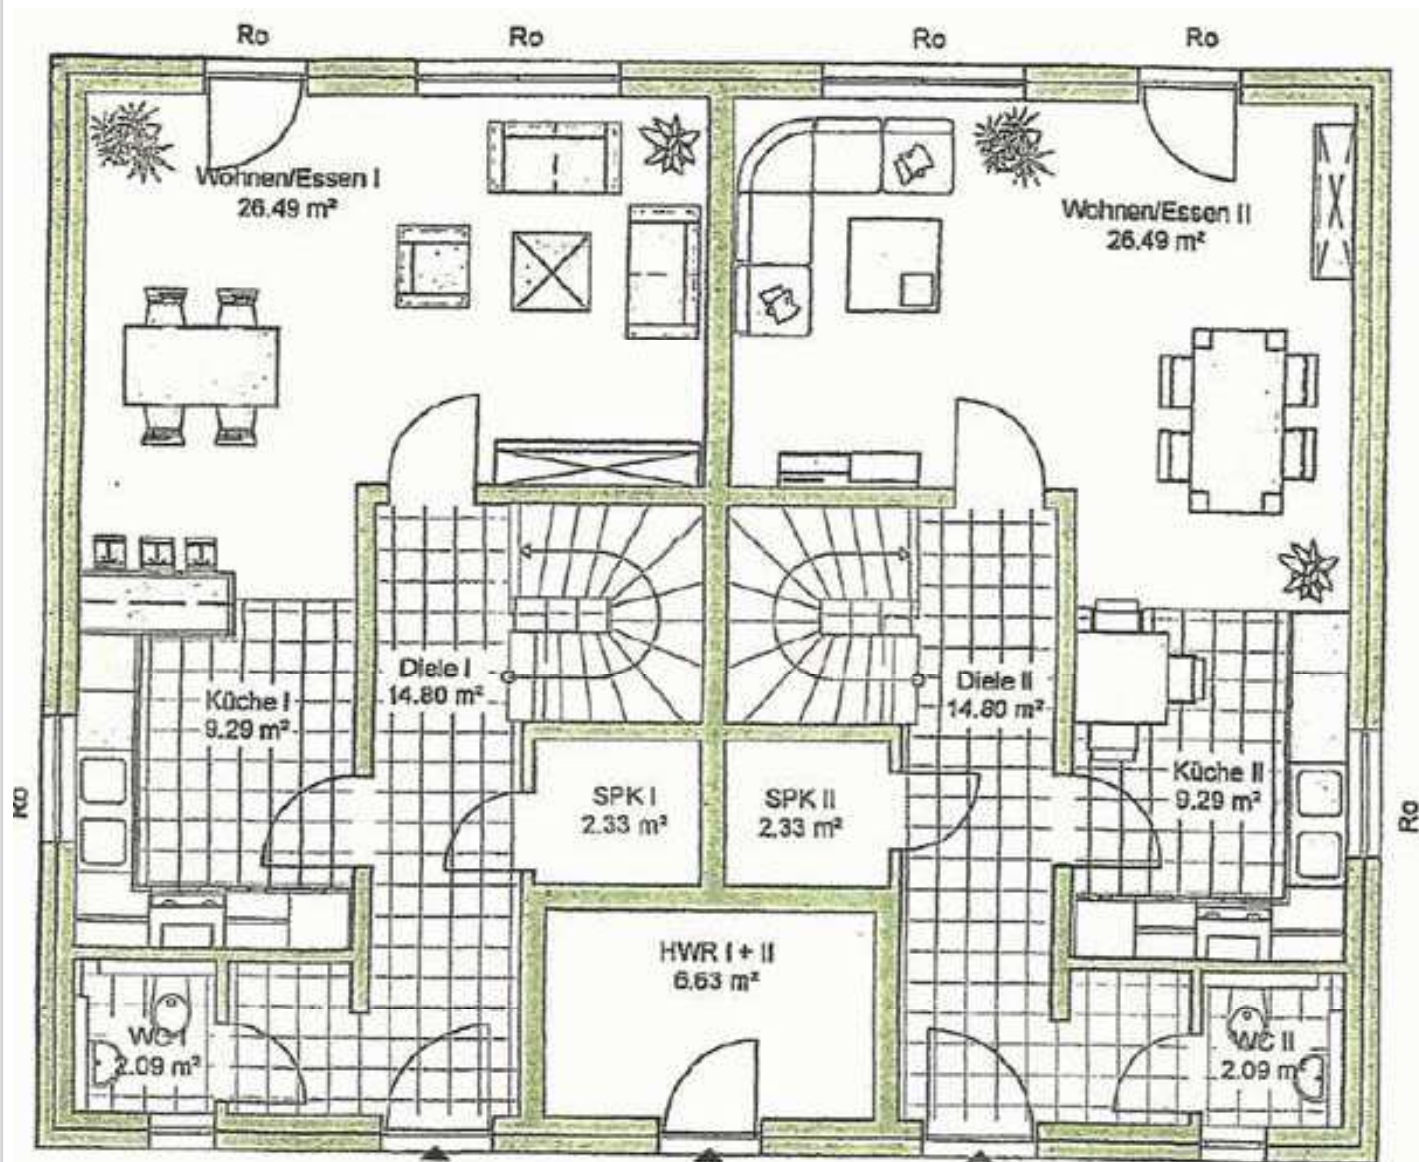 Ro
Ro
Ro
Ro
Wohnen/Essen I
26.49 m²
Wohnen/Essen II
26.49 m²
Diele I
14.80 m²
Diele II
14.80 m²
Küche I
9.29 m²
Küche II
9.29 m²
Ro
SPK I
2.33 m²
SPK II
2.33 m²
Ro
HWR I + II
6.63 m²
WC I
2.09 m²
WC II
2.09 m